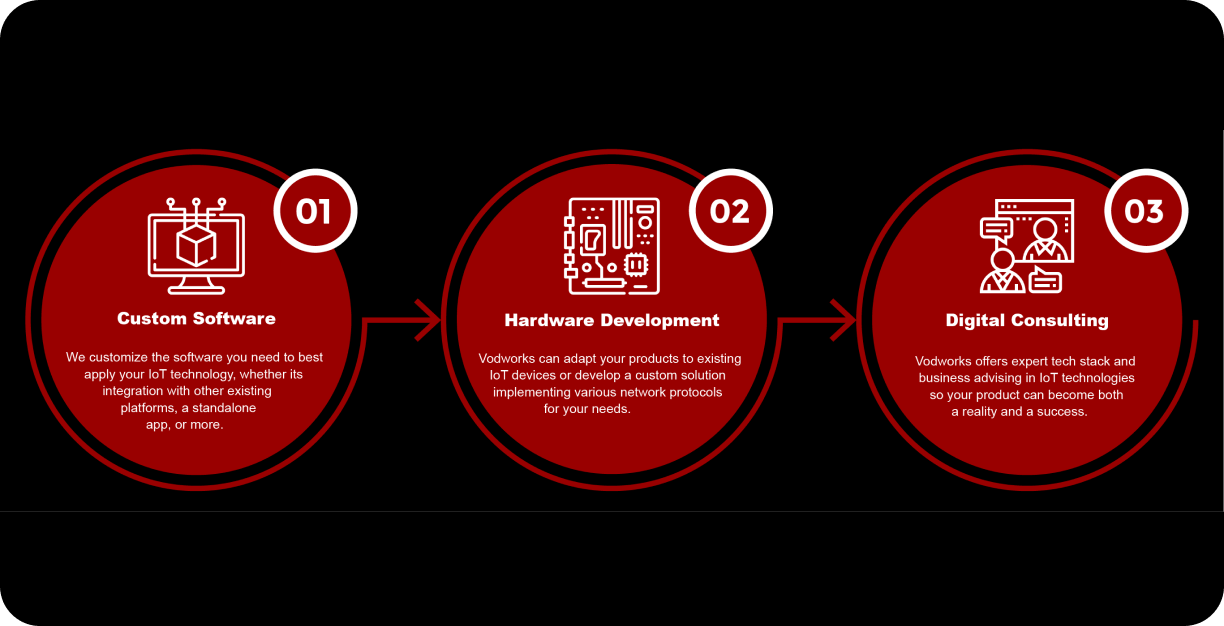 01
Custom Software
We customize the software you need to best
apply your IoT technology, whether its
integration with other existing
platforms, a standalone
app, or more.
02
Hardware Development
Vodworks can adapt your products to existing
IoT devices or develop a custom solution
implementing various network protocols
for your needs.
03
Digital Consulting
Vodworks offers expert tech stack and
business advising in IoT technologies
so your product can become both
a reality and a success.